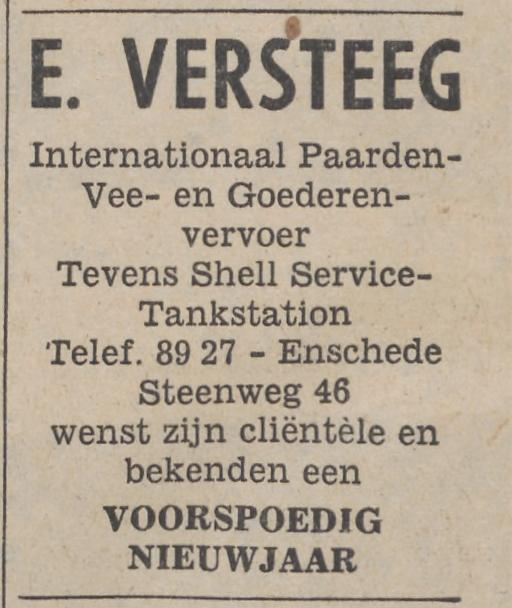 E. VERSTEEG
Internationaal Paarden-
Vee- en Goederen-
vervoer
Tevens Shell Service-
Tankstation
Telef. 89 27 - Enschede
Steenweg 46
wenst zijn cliëntèle en
bekenden een
VOORSPOEDIG
NIEUWJAAR